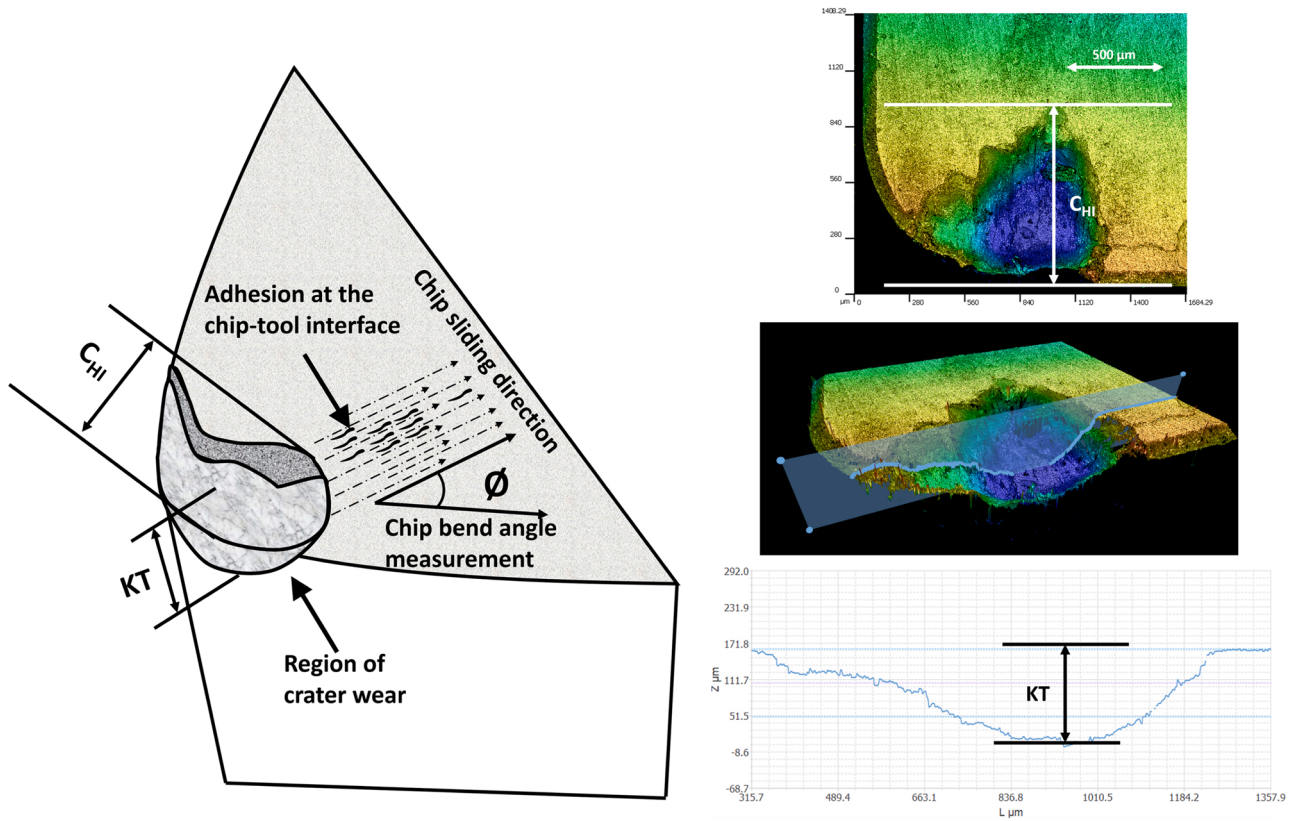 Adhesion at the
chip-tool interface
Chip sliding direction
C_HI
Ø
Chip bend angle
measurement
KT
Region of
crater wear
1408.29
1120
840
560
280
0
µm
0
280
560
840
1120
1400
1684.29
500 µm
C_HI
292.0
231.9
171.8
111.7
51.5
-8.6
-68.7
Z µm
KT
315.7
489.4
663.1
836.8
1010.5
1184.2
1357.9
L µm